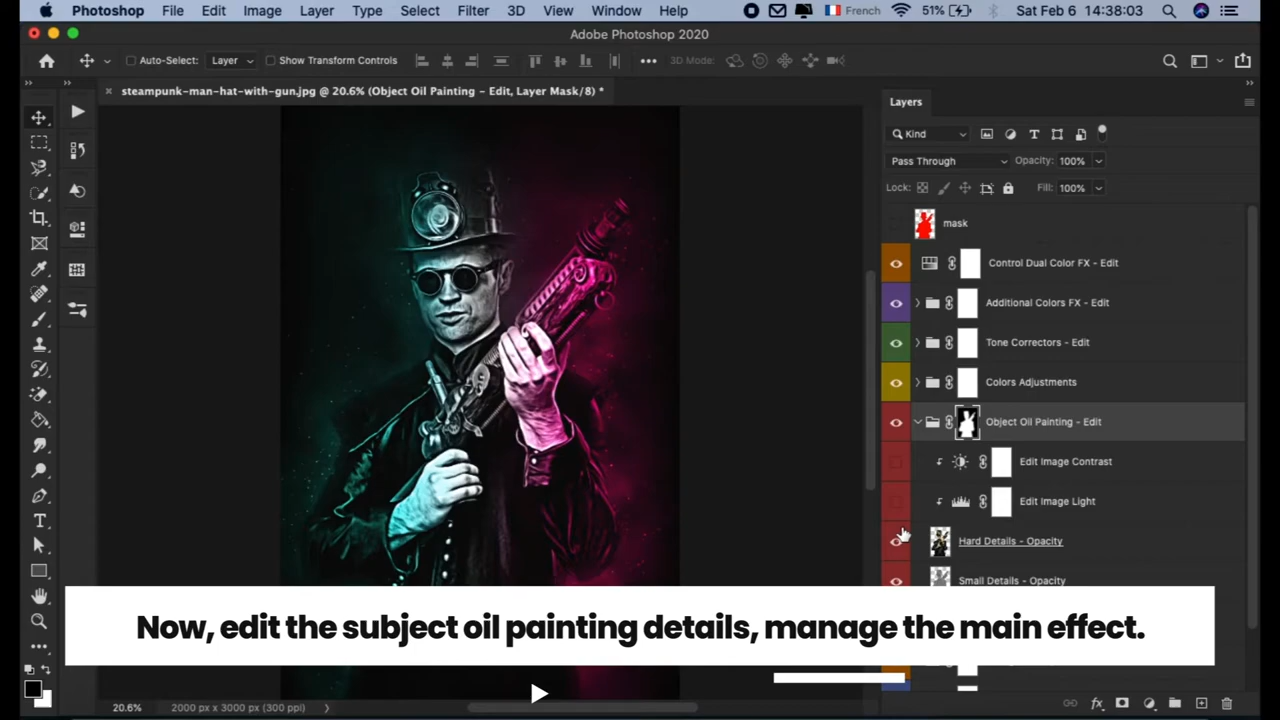 Photoshop File Edit Image Layer Type Select Filter 3D View Window Help French 51% Sat Feb 6 14:38:03
Adobe Photoshop 2020
Auto-Select: Layer Show Transform Controls 3D Mode:
steampunk-man-hat-with-gun.jpg @ 20.6% (Object Oil Painting - Edit, Layer Mask/8) *
Layers
Kind
Pass Through Opacity: 100%
Lock: Fill: 100%
mask
Control Dual Color FX - Edit
Additional Colors FX - Edit
Tone Correctors - Edit
Colors Adjustments
Object Oil Painting - Edit
Edit Image Contrast
Edit Image Light
Hard Details - Opacity
Small Details - Opacity
Now, edit the subject oil painting details, manage the main effect.
20.6% 2000 px x 3000 px (300 ppi)